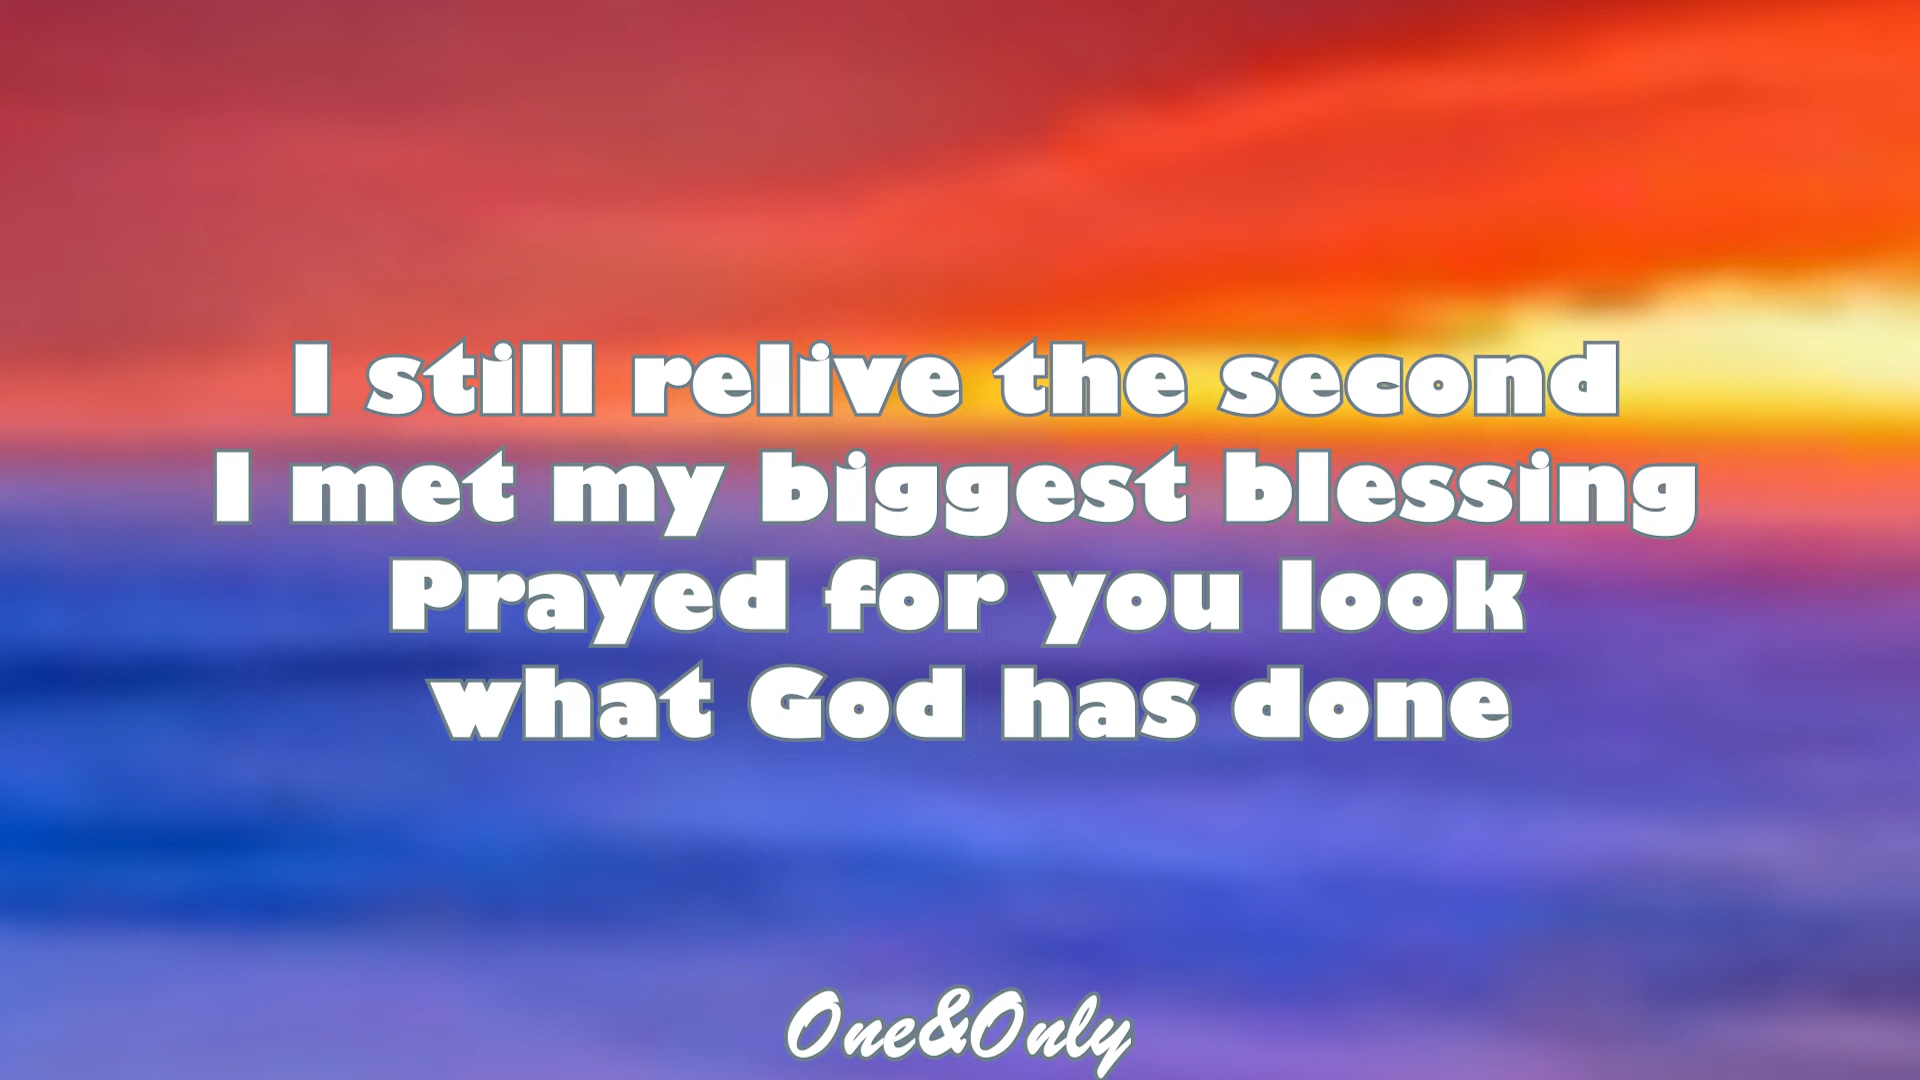 I still relive the second
I met my biggest blessing
Prayed for you look
what God has done
One&Only